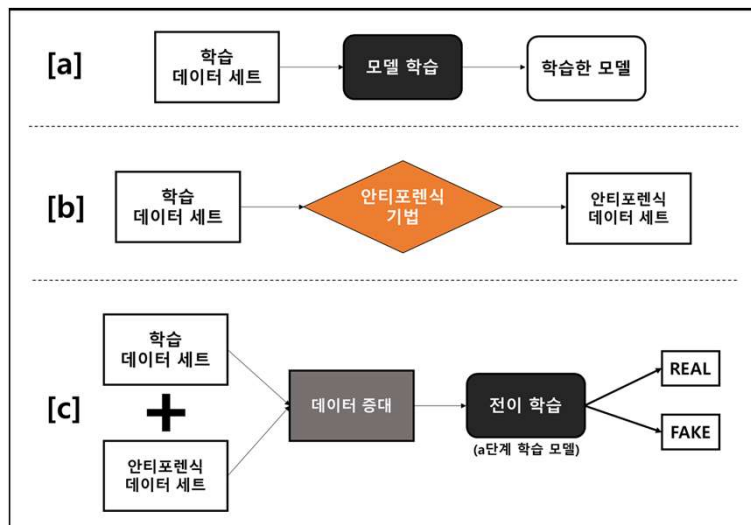 [a]
학습
데이터 세트
모델 학습
학습한 모델
[b]
학습
데이터 세트
안티포렌식
기법
안티포렌식
데이터 세트
[c]
학습
데이터 세트
+
안티포렌식
데이터 세트
데이터 증대
전이 학습
(a단계 학습 모델)
REAL
FAKE